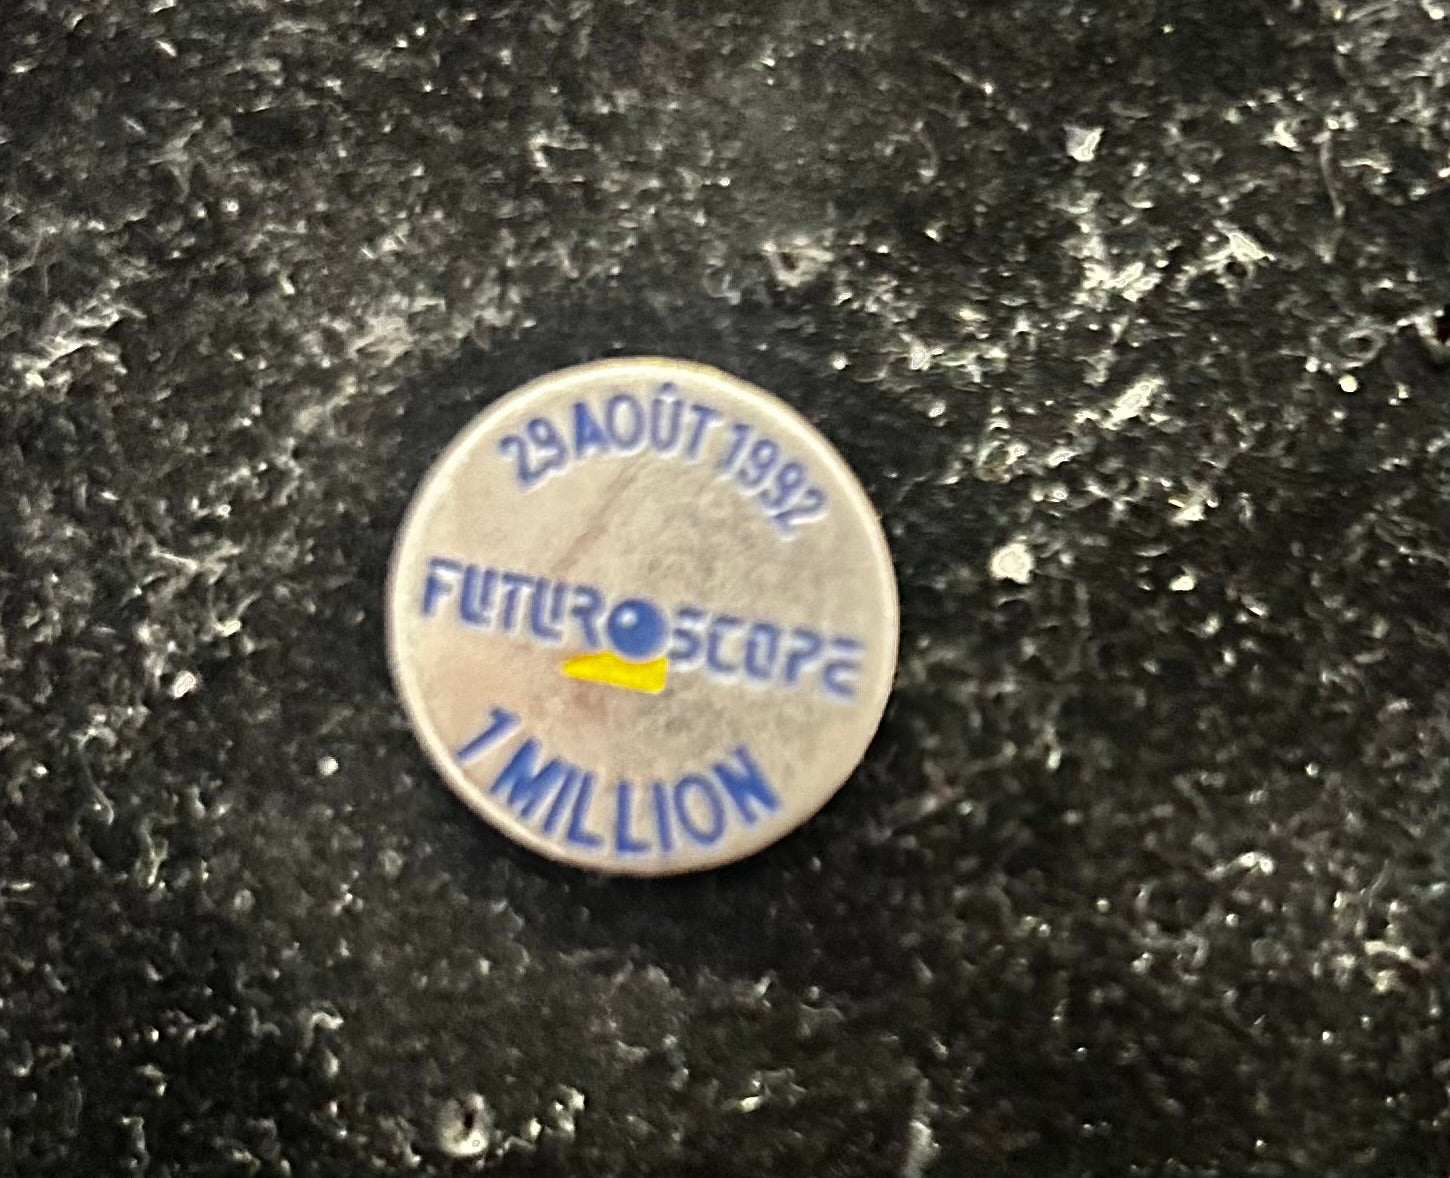 29 AOÛT 1992
FUTUROSCOPE
1 MILLION